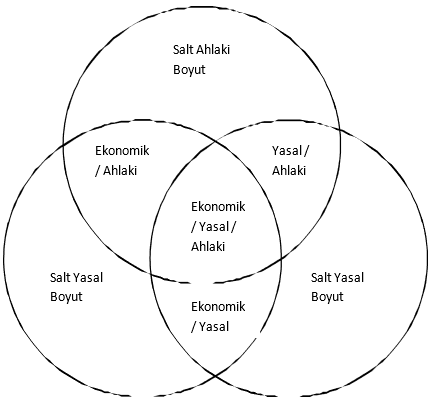 Salt Ahlaki
Boyut
Ekonomik
/ Ahlaki
Yasal /
Ahlaki
Ekonomik
/ Yasal /
Ahlaki
Salt Yasal
Boyut
Salt Yasal
Boyut
Ekonomik
/ Yasal